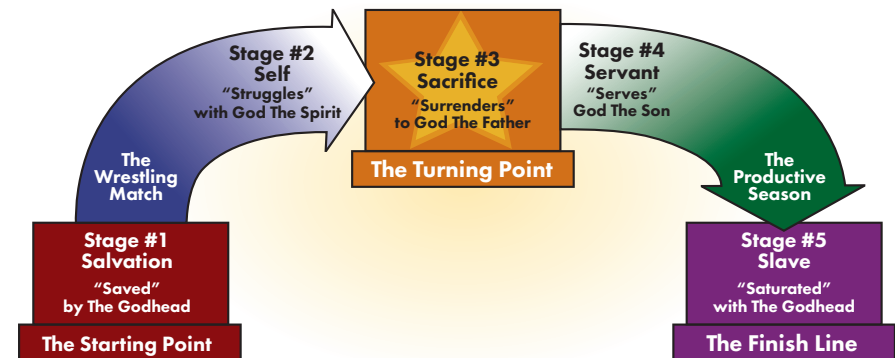 Stage #1
Salvation
“Saved”
by The Godhead
The Starting Point
The
Wrestling
Match
Stage #2
Self
“Struggles”
with God The Spirit
Stage #3
Sacrifice
“Surrenders”
to God The Father
The Turning Point
Stage #4
Servant
“Serves”
God The Son
The
Productive
Season
Stage #5
Slave
“Saturated”
with The Godhead
The Finish Line